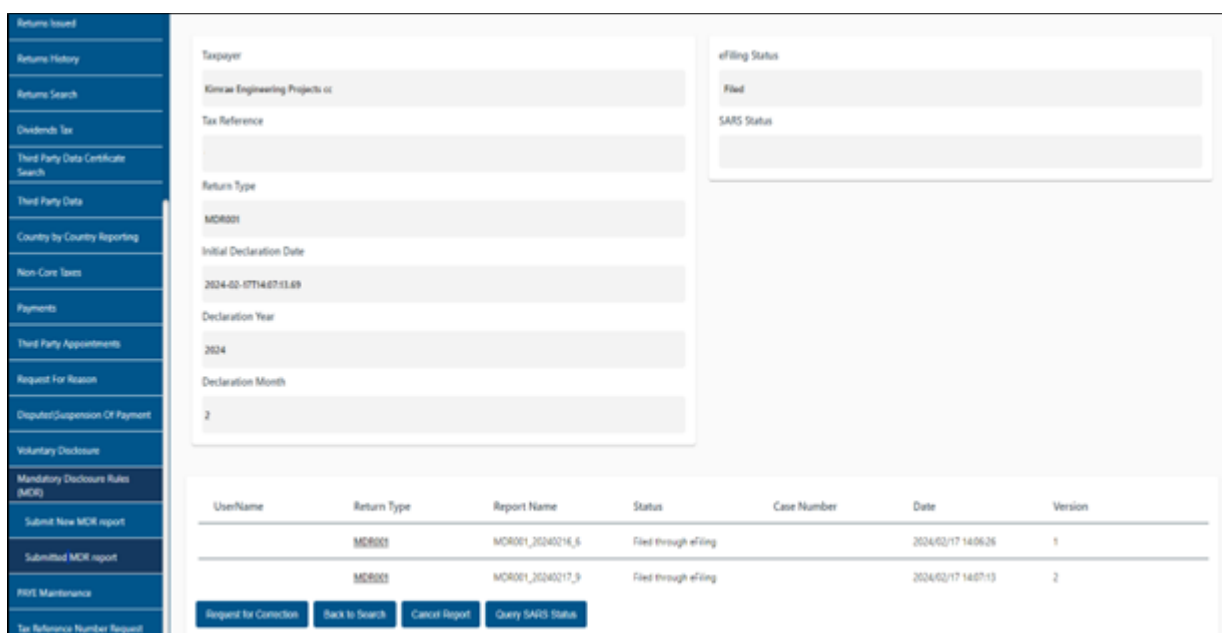 Returns Issued
Returns History
Returns Search
Dividends Tax
Third Party Data Certificate
Search
Third Party Data
Country by Country Reporting
Non-Core Taxes
Payments
Third Party Appointments
Request For Reason
Disputed\Suspension Of Payment
Voluntary Disclosure
Mandatory Disclosure Rules
(MDR)
Submit New MDR report
Submitted MDR report
PAYE Maintenance
Tax Reference Number Request
Taxpayer
Kimrae Engineering Projects cc
Tax Reference
Return Type
MDR001
Initial Declaration Date
2024-02-17T14:07:13.69
Declaration Year
2024
Declaration Month
2
eFiling Status
Filed
SARS Status
UserName Return Type Report Name Status Case Number Date Version
MDR001 MDR001_20240216_6 Filed through eFiling 2024/02/17 14:06:26 1
MDR001 MDR001_20240217_9 Filed through eFiling 2024/02/17 14:07:13 2
Request for Correction Back to Search Cancel Report Query SARS Status